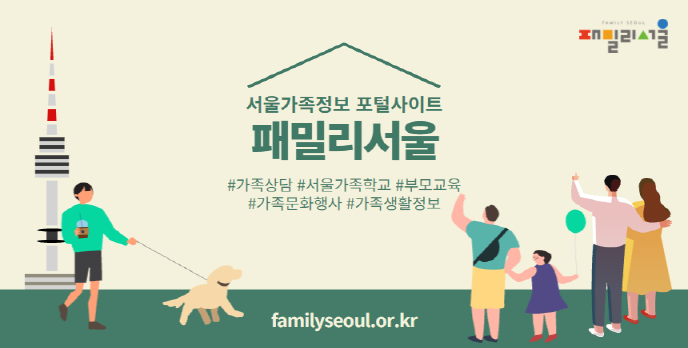 FAMILY SEOUL
패밀리서울
서울가족정보 포털사이트
패밀리서울
#가족상담 #서울가족학교 #부모교육
#가족문화행사 #가족생활정보
familyseoul.or.kr